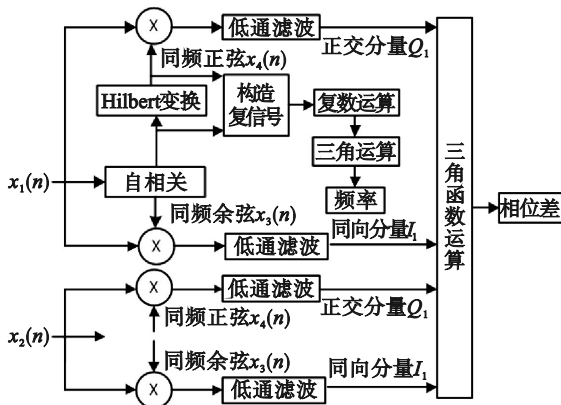 X
低通滤波
正交分量Q₁
同频正弦x₄(n)
Hilbert变换
构造
复信号
复数运算
三角运算
频率
x₁(n)
自相关
同频余弦x₃(n)
X
低通滤波
同向分量I₁
X
低通滤波
正交分量Q₁
同频正弦x₄(n)
x₂(n)
同频余弦x₃(n)
X
低通滤波
同向分量I₁
三角函数运算
相位差